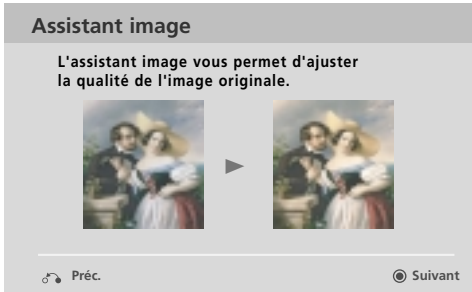 Assistant image
L'assistant image vous permet d'ajuster
la qualité de l'image originale.
Préc.
Suivant